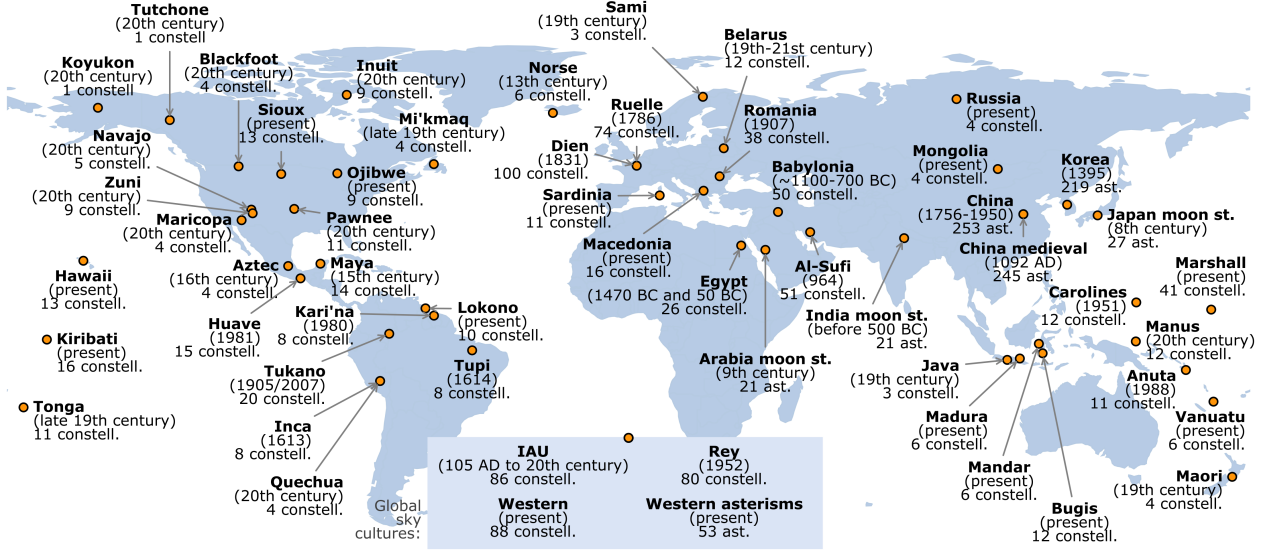 Tutchone
(20th century)
1 constell
Koyukon
(20th century)
1 constell
Blackfoot
(20th century)
4 constell.
Inuit
(20th century)
9 constell.
Sioux
(present)
13 constell.
Mi'kmaq
(late 19th century)
4 constell.
Navajo
(20th century)
5 constell.
Zuni
(20th century)
9 constell.
Maricopa
(20th century)
4 constell.
Ojibwe
(present)
9 constell.
Pawnee
(20th century)
11 constell.
Aztec
(16th century)
4 constell.
Maya
(15th century)
14 constell.
Hawaii
(present)
13 constell.
Huave
(1981)
15 constell.
Kari'na
(1980)
8 constell.
Lokono
(present)
10 constell.
Kiribati
(present)
16 constell.
Tukano
(1905/2007)
20 constell.
Tupi
(1614)
8 constell.
Tonga
(late 19th century)
11 constell.
Inca
(1613)
8 constell.
Quechua
(20th century)
4 constell.
Sami
(19th century)
3 constell.
Belarus
(19th-21st century)
12 constell.
Norse
(13th century)
6 constell.
Ruelle
(1786)
74 constell.
Romania
(1907)
38 constell.
Dien
(1831)
100 constell.
Sardinia
(present)
11 constell.
Babylonia
(~1100-700 BC)
50 constell.
Macedonia
(present)
16 constell.
Egypt
(1470 BC and 50 BC)
26 constell.
Al-Sufi
(964)
51 constell.
India moon st.
(before 500 BC)
21 ast.
Arabia moon st.
(9th century)
21 ast.
Russia
(present)
4 constell.
Mongolia
(present)
4 constell.
Korea
(1395)
219 ast.
China
(1756-1950)
253 ast.
Japan moon st.
(8th century)
27 ast.
China medieval
(1092 AD)
245 ast.
Marshall
(present)
41 constell.
Carolines
(1951)
12 constell.
Manus
(20th century)
12 constell.
Java
(19th century)
3 constell.
Anuta
(1988)
11 constell.
Madura
(present)
6 constell.
Vanuatu
(present)
6 constell.
Mandar
(present)
6 constell.
Maori
(19th century)
4 constell.
Bugis
(present)
12 constell.
Global
sky
cultures:
IAU
(105 AD to 20th century)
86 constell.
Rey
(1952)
80 constell.
Western
(present)
88 constell.
Western asterisms
(present)
53 ast.